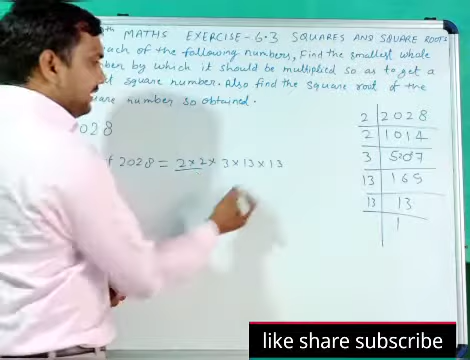 MATHS EXERCISE-6.3 SQUARES AND SQUARE ROOTS
each of the following numbers, find the smallest whole
by which it should be multiplied so as to get a
square number. Also find the square root of the
square number so obtained.
2028
2028 = 2×2× 3×13×13
2 2028
2 1014
3 507
13 169
13 13
1
like share subscribe